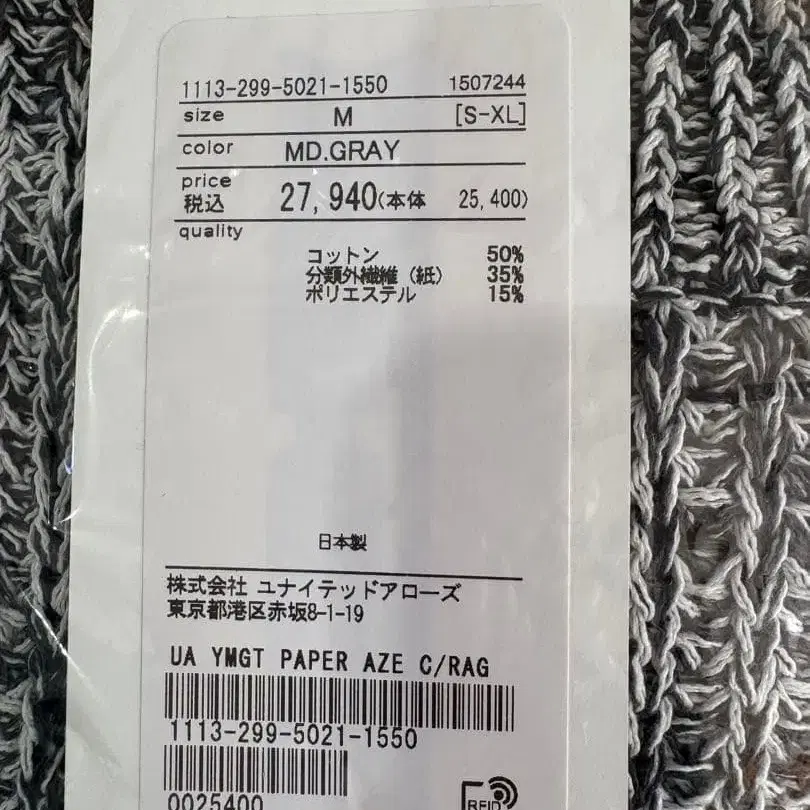 1113-299-5021-1550 1507244
size M [S-XL]
color MD.GRAY
price
税込 27,940(本体 25,400)
quality
コットン 50%
分類外繊維(紙) 35%
ポリエステル 15%
日本製
株式会社 ユナイテッドアローズ
東京都港区赤坂8-1-19
UA YMGT PAPER AZE C/RAG
1113-299-5021-1550
0025400
RFID